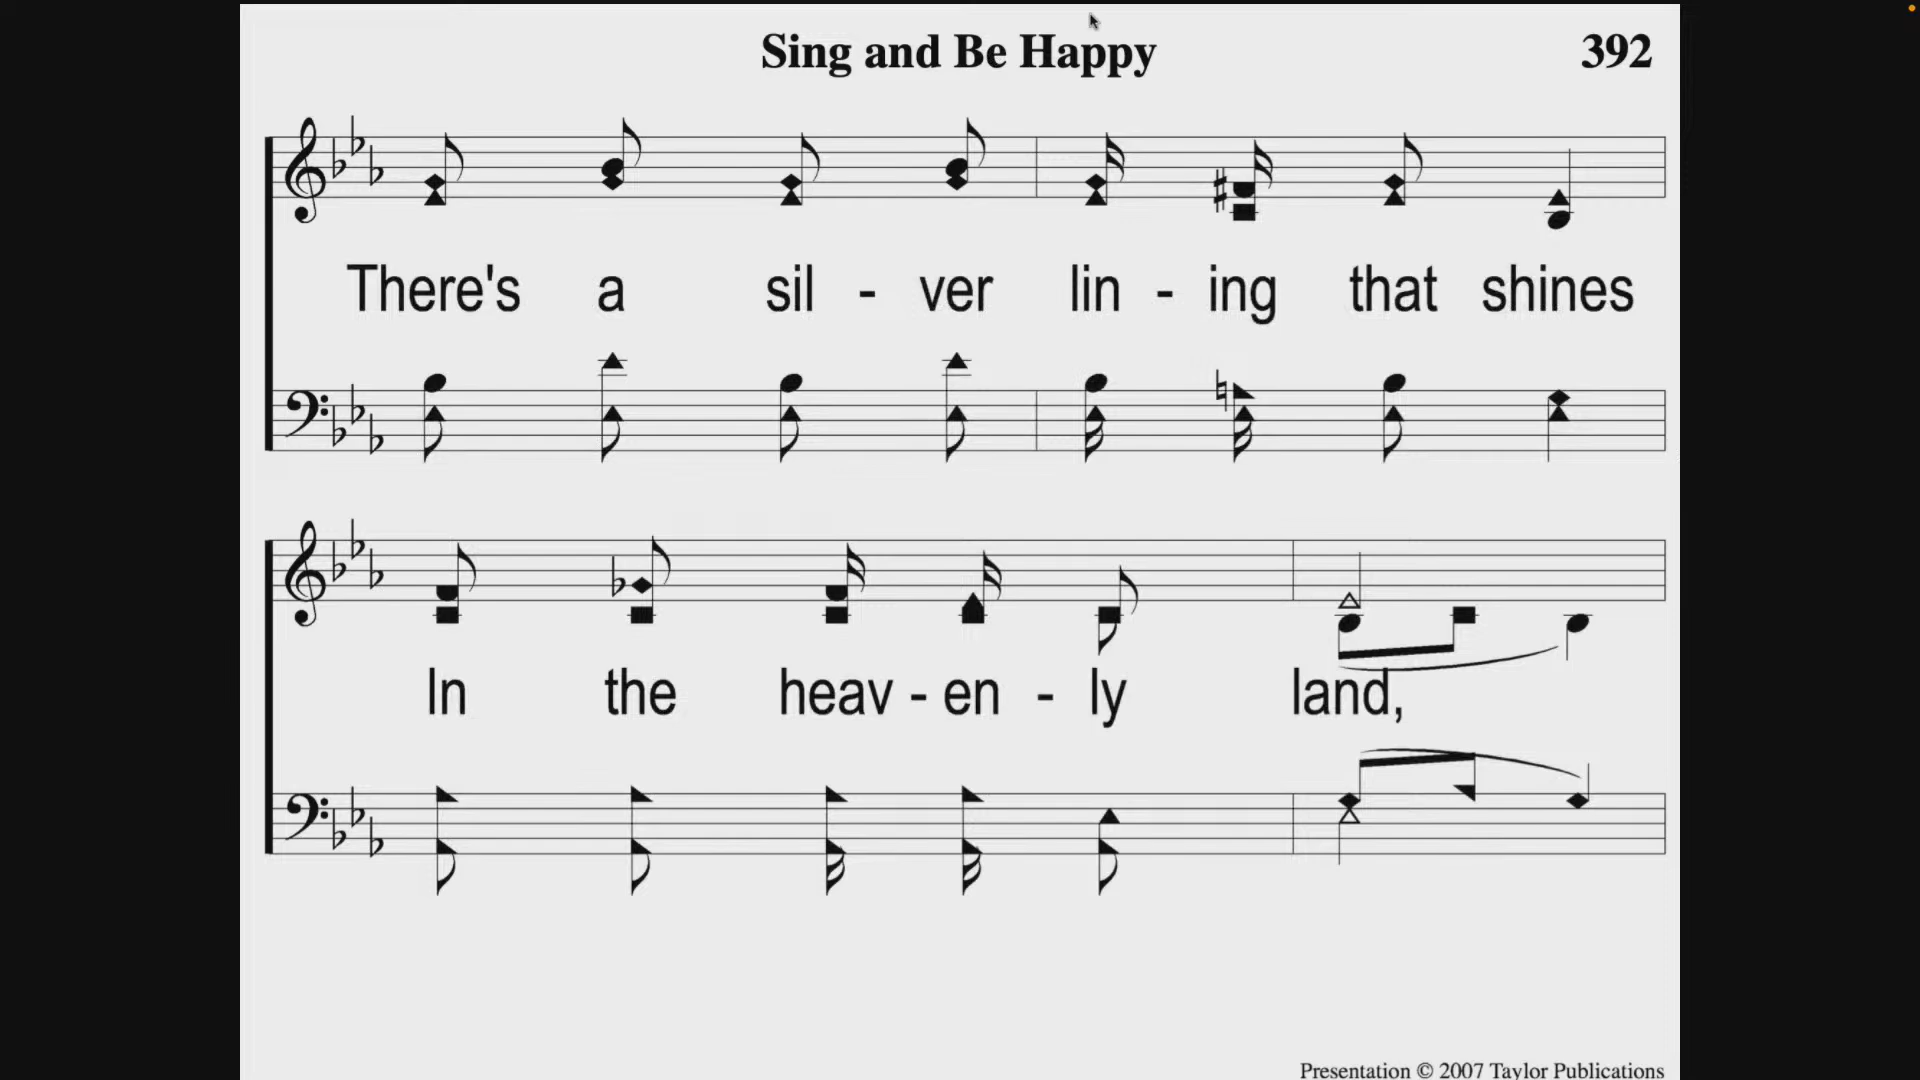 Sing and Be Happy 392
There's a sil - ver lin - ing that shines
In the heav - en - ly land,
Presentation © 2007 Taylor Publications